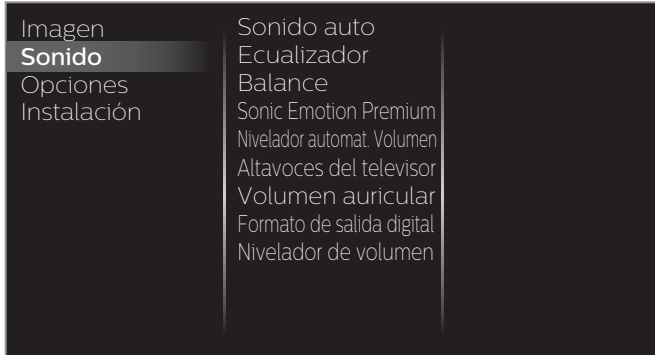 Imagen
Sonido
Opciones
Instalación
Sonido auto
Ecualizador
Balance
Sonic Emotion Premium
Nivelador automat. Volumen
Altavoces del televisor
Volumen auricular
Formato de salida digital
Nivelador de volumen